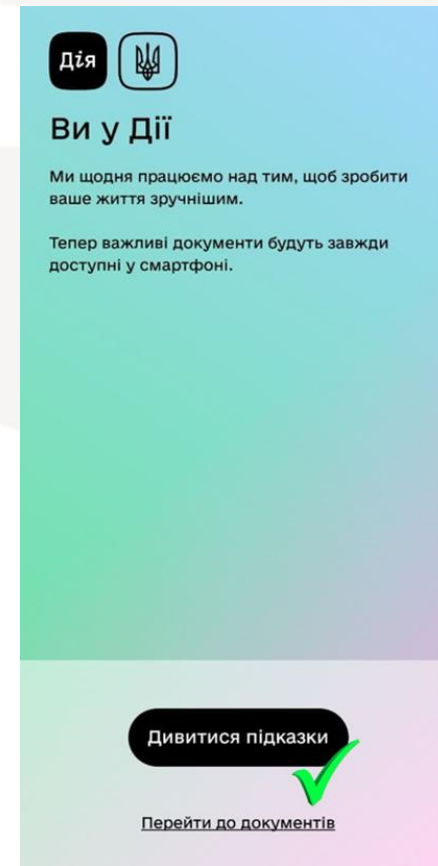 Дія
Ви у Дії
Ми щодня працюємо над тим, щоб зробити
ваше життя зручнішим.
Тепер важливі документи будуть завжди
доступні у смартфоні.
Дивитися підказки
Перейти до документів